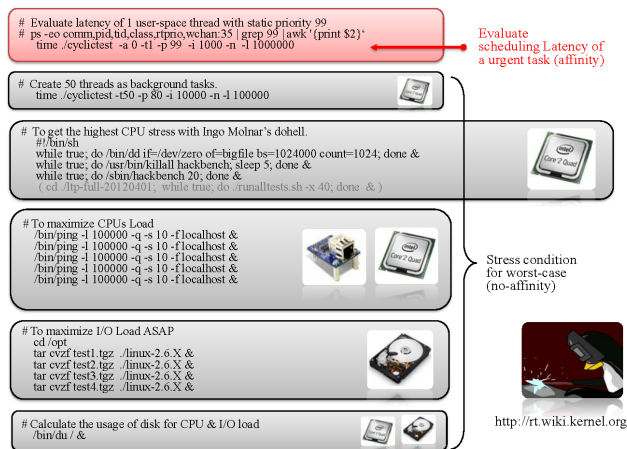 # Evaluate latency of 1 user-space thread with static priority 99
# ps -eo comm,pid,tid,class,rtprio,wchan:35 | grep 99 | awk '{print $2}‘
time ./cyclictest -a 0 -t1 -p 99 -i 1000 -n -l 1000000
Evaluate
scheduling Latency of
a urgent task (affinity)
# Create 50 threads as background tasks.
time ./cyclictest -t50 -p 80 -i 10000 -n -l 100000
# To get the highest CPU stress with Ingo Molnar’s dohell.
#!/bin/sh
while true; do /bin/dd if=/dev/zero of=bigfile bs=1024000 count=1024; done &
while true; do /usr/bin/killall hackbench; sleep 5; done &
while true; do /sbin/hackbench 20; done &
( cd ./ltp-full-20120401; while true; do ./runalltests.sh -x 40; done & )
intel
Core 2 Quad
# To maximize CPUs Load
/bin/ping -l 100000 -q -s 10 -f localhost &
/bin/ping -l 100000 -q -s 10 -f localhost &
/bin/ping -l 100000 -q -s 10 -f localhost &
/bin/ping -l 100000 -q -s 10 -f localhost &
/bin/ping -l 100000 -q -s 10 -f localhost &
intel
Core 2 Quad
Stress condition
for worst-case
(no-affinity)
# To maximize I/O Load ASAP
cd /opt
tar cvzf test1.tgz ./linux-2.6.X &
tar cvzf test2.tgz ./linux-2.6.X &
tar cvzf test3.tgz ./linux-2.6.X &
tar cvzf test4.tgz ./linux-2.6.X &
http://rt.wiki.kernel.org
# Calculate the usage of disk for CPU & I/O load
/bin/du / &